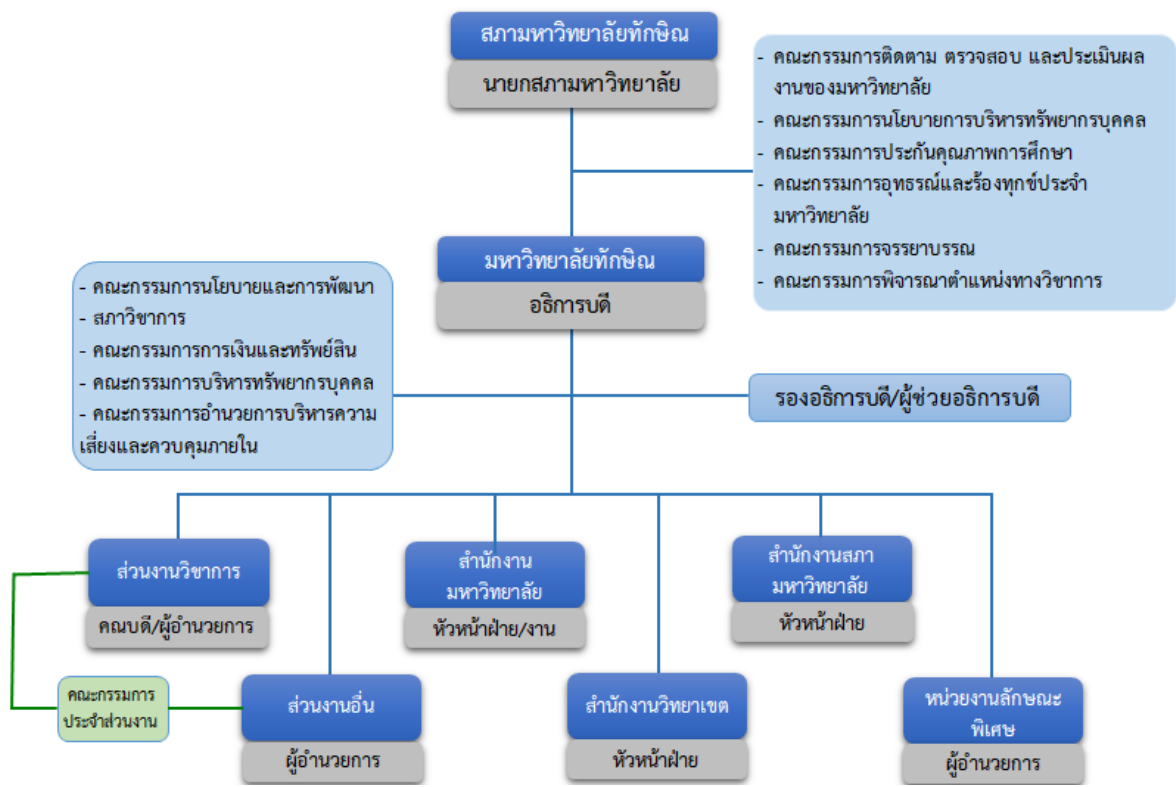 สภามหาวิทยาลัยทักษิณ
นายกสภามหาวิทยาลัย
- คณะกรรมการติดตาม ตรวจสอบ และประเมินผล
งานของมหาวิทยาลัย
- คณะกรรมการนโยบายการบริหารทรัพยากรบุคคล
- คณะกรรมการประกันคุณภาพการศึกษา
- คณะกรรมการอุทธรณ์และร้องทุกข์ประจำ
มหาวิทยาลัย
- คณะกรรมการจรรยาบรรณ
- คณะกรรมการพิจารณาตำแหน่งทางวิชาการ
มหาวิทยาลัยทักษิณ
อธิการบดี
- คณะกรรมการนโยบายและการพัฒนา
- สภาวิชาการ
- คณะกรรมการการเงินและทรัพย์สิน
- คณะกรรมการบริหารทรัพยากรบุคคล
- คณะกรรมการอำนวยการบริหารความ
เสี่ยงและควบคุมภายใน
รองอธิการบดี/ผู้ช่วยอธิการบดี
ส่วนงานวิชาการ
คณบดี/ผู้อำนวยการ
สำนักงาน
มหาวิทยาลัย
หัวหน้าฝ่าย/งาน
สำนักงานสภา
มหาวิทยาลัย
หัวหน้าฝ่าย
คณะกรรมการ
ประจำส่วนงาน
ส่วนงานอื่น
ผู้อำนวยการ
สำนักงานวิทยาเขต
หัวหน้าฝ่าย
หน่วยงานลักษณะ
พิเศษ
ผู้อำนวยการ